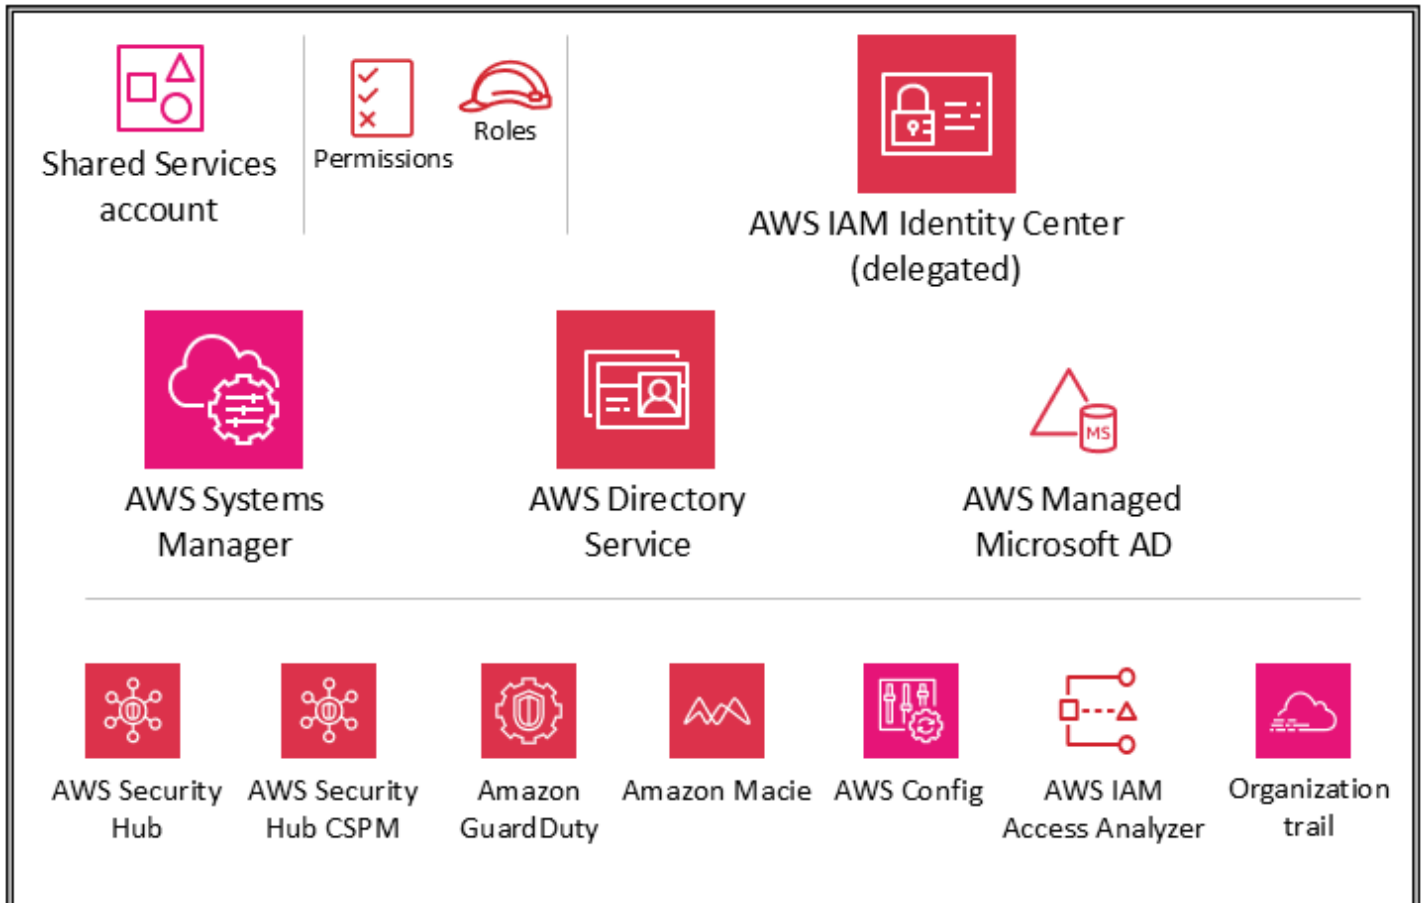 Shared Services
account
Permissions
Roles
AWS IAM Identity Center
(delegated)
AWS Systems
Manager
AWS Directory
Service
MS
AWS Managed
Microsoft AD
AWS Security
Hub
AWS Security
Hub CSPM
Amazon
GuardDuty
Amazon Macie
AWS Config
AWS IAM
Access Analyzer
Organization
trail